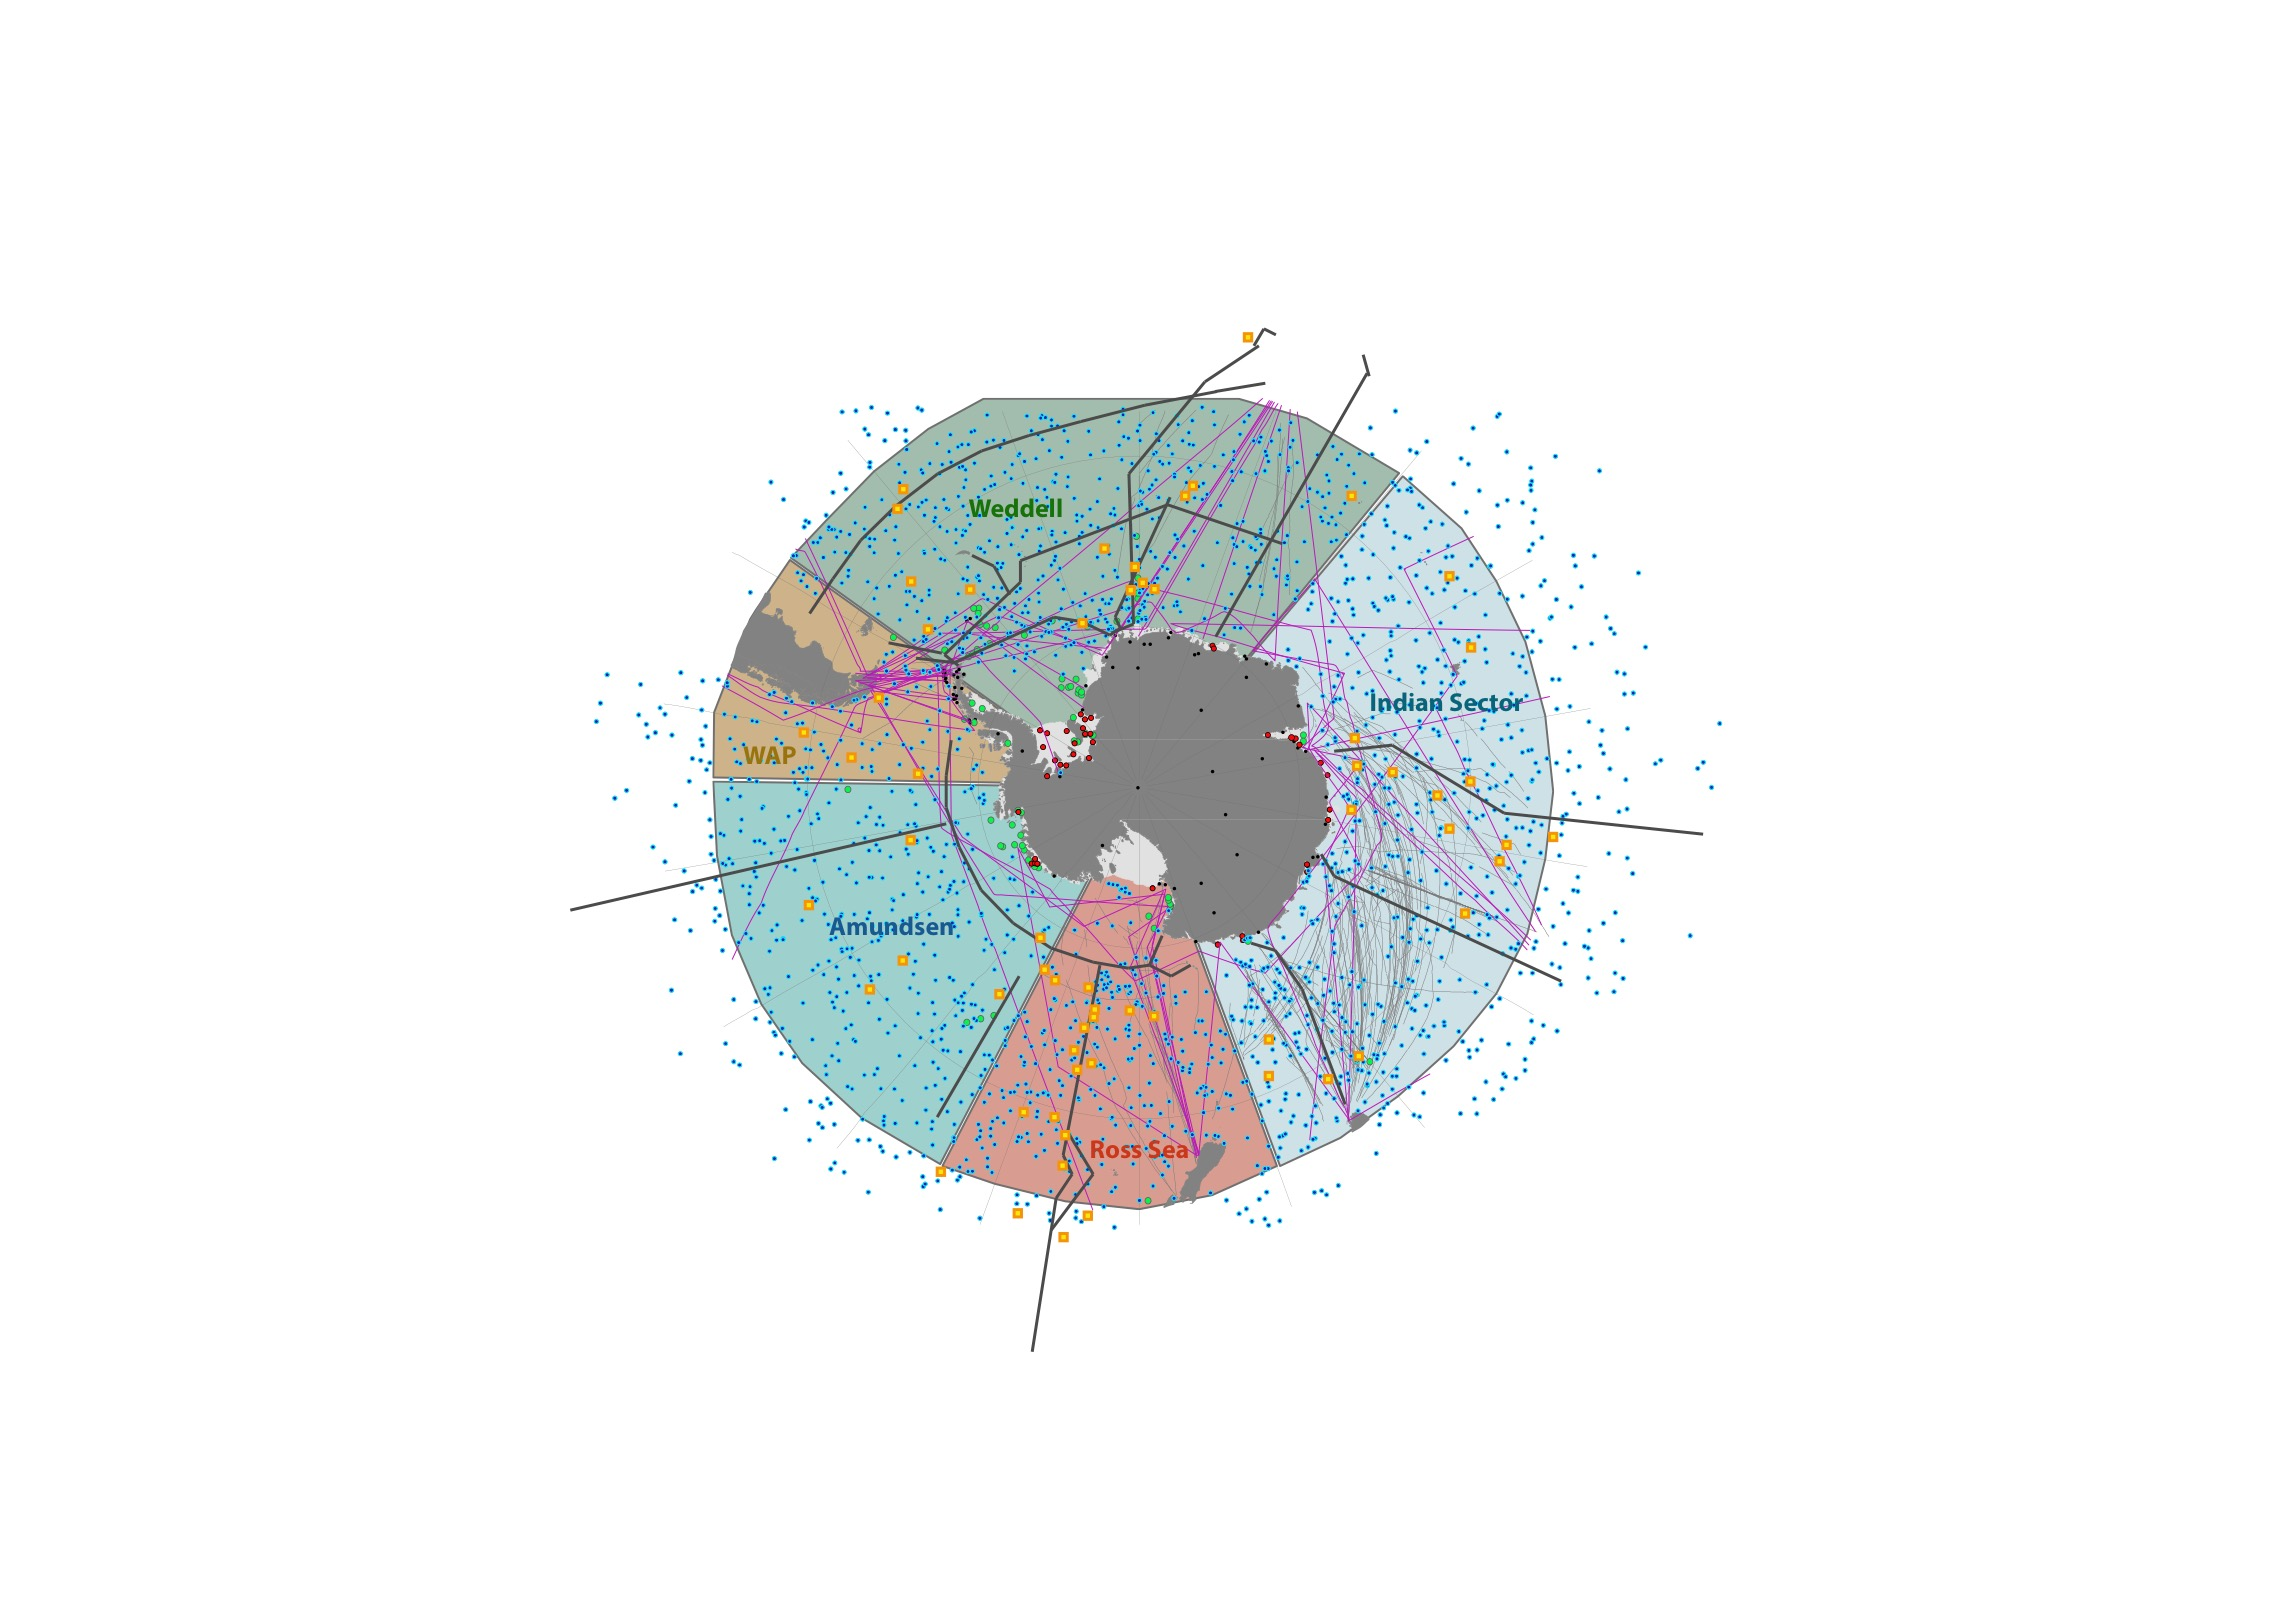 Weddell
Indian Sector
WAP
Amundsen
Ross Sea